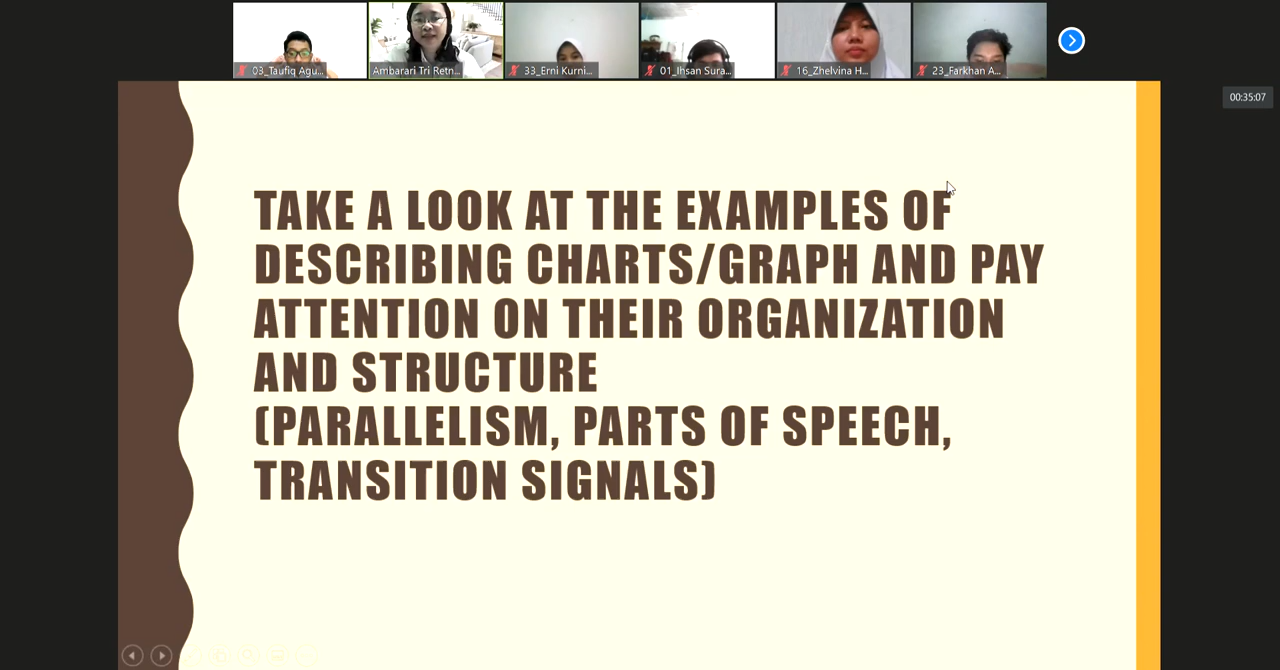 03_Taufiq Agu...
Ambarari Tri Retn...
33_Erni Kurni...
01_Ihsan Sura...
16_Zhelvina H...
23_Farkhan A...
00:35:07
TAKE A LOOK AT THE EXAMPLES OF
DESCRIBING CHARTS/GRAPH AND PAY
ATTENTION ON THEIR ORGANIZATION
AND STRUCTURE
(PARALLELISM, PARTS OF SPEECH,
TRANSITION SIGNALS)